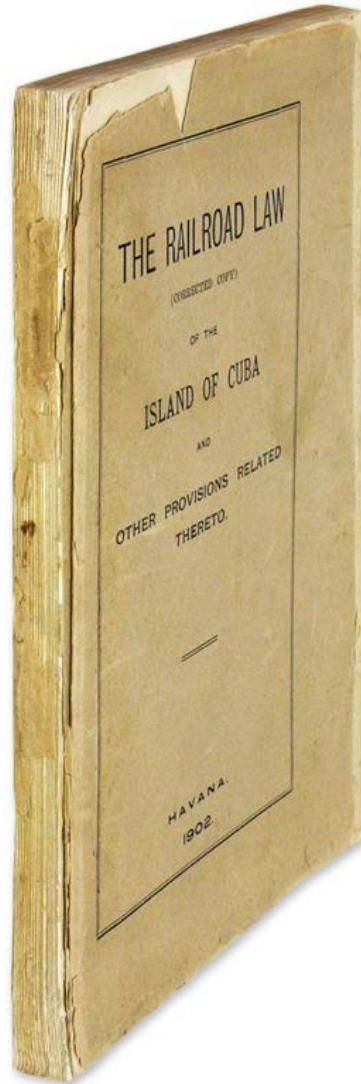 THE RAILROAD LAW
(CORRECTED COPY)
OF THE
ISLAND OF CUBA
AND
OTHER PROVISIONS RELATED
THERETO.
HAVANA.
1902.